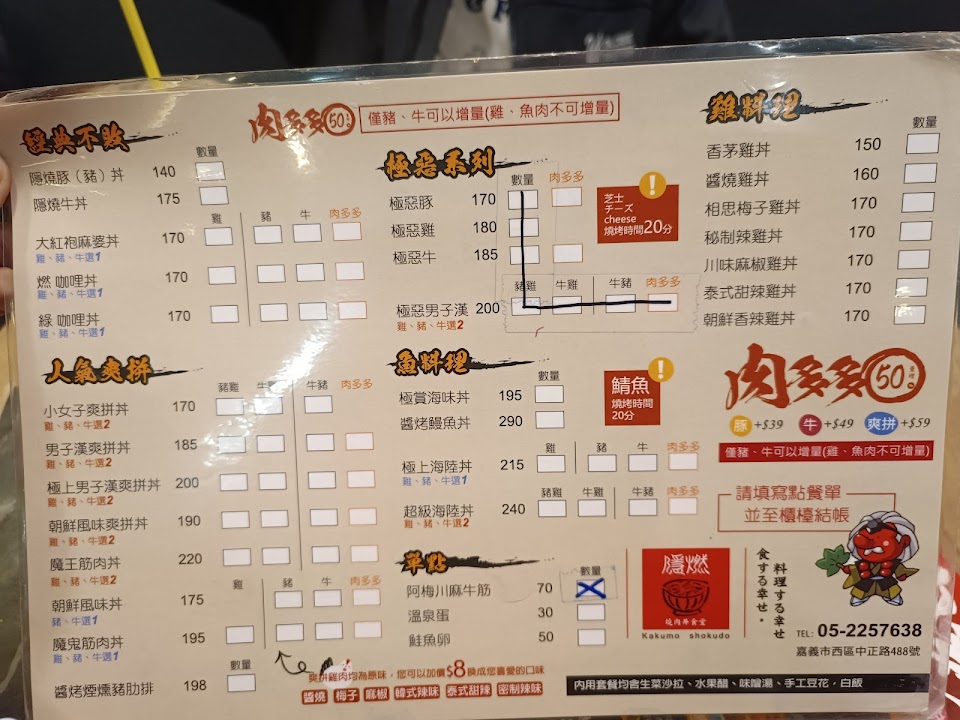 經典不敗
數量
隱燒豚（豬）丼 140
隱燒牛丼 175
雞 豬 牛 肉多多
大紅袍麻婆丼 170
雞、豬、牛選1
燃 咖哩丼 170
雞、豬、牛選1
綠 咖哩丼 170
雞、豬、牛選1
人氣爽拼
豬雞 牛雞 牛豬 肉多多
小女子爽拼丼 170
雞、豬、牛選2
男子漢爽拼丼 185
雞、豬、牛選2
極上男子漢爽拼丼 200
雞、豬、牛選2
朝鮮風味爽拼丼 190
雞、豬、牛選2
魔王筋肉丼 220
雞、豬、牛選2
雞 豬 牛 肉多多
朝鮮風味丼 175
豬、牛選1
魔鬼筋肉丼 195
雞、豬、牛選1
數量
醬烤煙燻豬肋排 198
肉多多50 僅豬、牛可以增量(雞、魚肉不可增量)
極惡系列
數量 肉多多
極惡豚 170
極惡雞 180
極惡牛 185
豬雞 牛雞 牛豬 肉多多
極惡男子漢 200
雞、豬、牛選2
!
芝士
チーズ
cheese
燒烤時間20分
魚料理
數量
極賞海味丼 195
醬烤鰻魚丼 290
雞 豬 牛 肉多多
極上海陸丼 215
雞、豬、牛選1
豬雞 牛雞 牛豬 肉多多
超級海陸丼 240
雞、豬、牛選2
!
鯖魚
燒烤時間
20分
單點
數量
阿梅川麻牛筋 70
溫泉蛋 30
鮭魚卵 50
爽拼雞肉均為原味，您可以加價$8換成您喜愛的口味
醬燒 梅子 麻椒 韓式辣味 泰式甜辣 密制辣味
雞料理
數量
香茅雞丼 150
醬燒雞丼 160
相思梅子雞丼 170
秘制辣雞丼 170
川味麻椒雞丼 170
泰式甜辣雞丼 170
朝鮮香辣雞丼 170
肉多多50
豚+$39 牛+$49 爽拼+$59
僅豬、牛可以增量(雞、魚肉不可增量)
請填寫點餐單
並至櫃檯結帳
隱燃
燒肉丼食堂
Kakumo shokudo
料理する幸せ
食する幸せ。
TEL: 05-2257638
嘉義市西區中正路488號
內用套餐均含生菜沙拉、水果醋、味噌湯、手工豆花，白飯